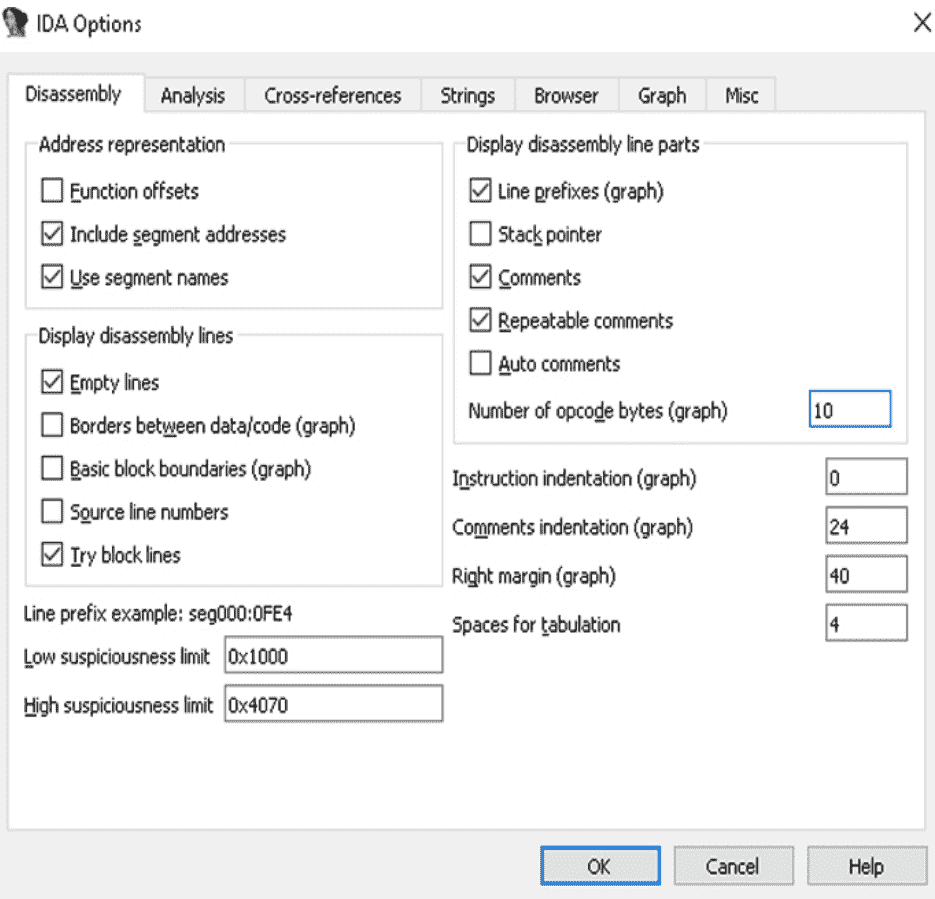 IDA Options
Disassembly Analysis Cross-references Strings Browser Graph Misc
Address representation
Function offsets
Include segment addresses
Use segment names
Display disassembly lines
Empty lines
Borders between data/code (graph)
Basic block boundaries (graph)
Source line numbers
Try block lines
Line prefix example: seg000:0FE4
Low suspiciousness limit 0x1000
High suspiciousness limit 0x4070
Display disassembly line parts
Line prefixes (graph)
Stack pointer
Comments
Repeatable comments
Auto comments
Number of opcode bytes (graph) 10
Instruction indentation (graph) 0
Comments indentation (graph) 24
Right margin (graph) 40
Spaces for tabulation 4
OK Cancel Help